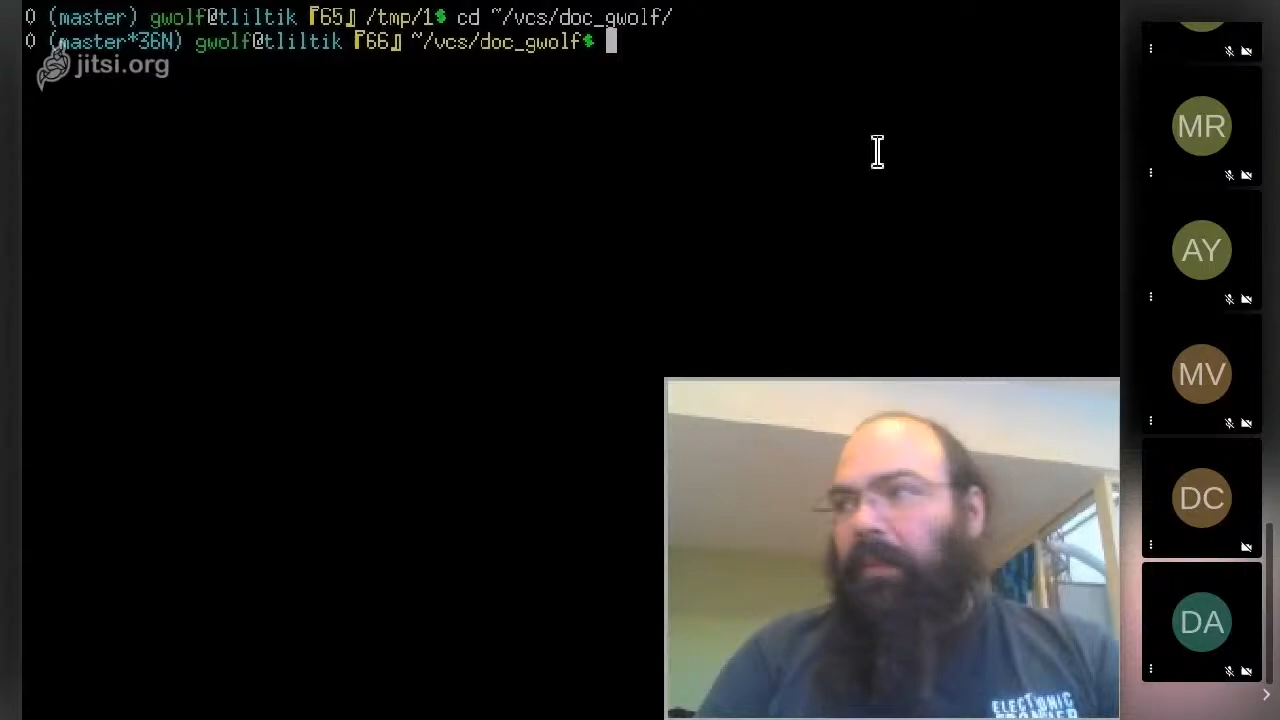 0 (master) gwolf@tliltik 『65』 /tmp/1$ cd ~/vcs/doc_gwolf/
0 (master*36N) gwolf@tliltik 『66』 ~/vcs/doc_gwolf$
jitsi.org
MR
AY
MV
DC
DA
ELECTRONIC
FRONTIER